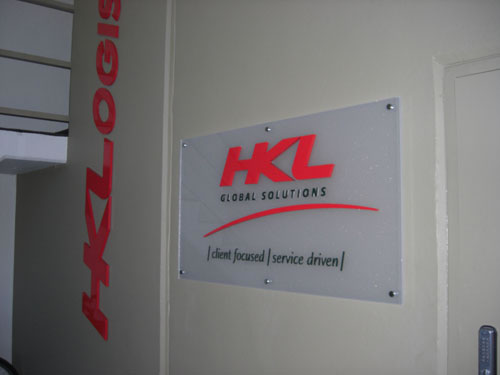 HKLOGIS
HKL
GLOBAL SOLUTIONS
|client focused|service driven|